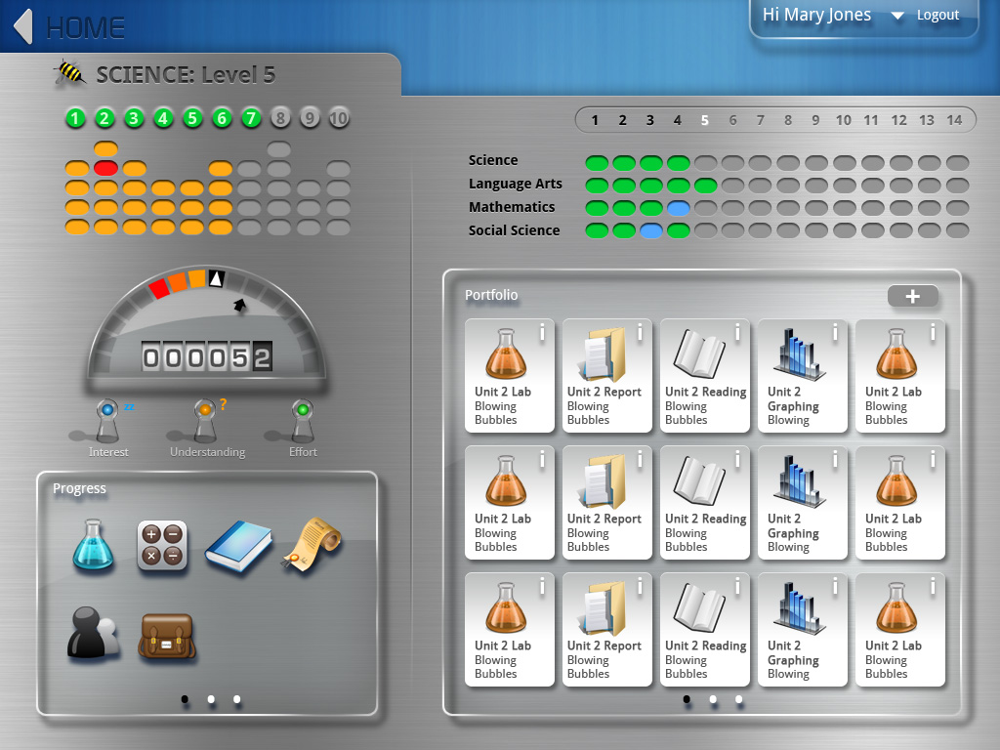 HOME
Hi Mary Jones Logout
SCIENCE: Level 5
1 2 3 4 5 6 7 8 9 10
1 2 3 4 5 6 7 8 9 10 11 12 13 14
Science
Language Arts
Mathematics
Social Science
000052
zz ?
Interest Understanding Effort
Progress
Portfolio +
i i i i i
Unit 2 Lab Unit 2 Report Unit 2 Reading Unit 2 Unit 2 Lab
Blowing Blowing Blowing Graphing Blowing
Bubbles Bubbles Bubbles Blowing Bubbles
i i i i i
Unit 2 Lab Unit 2 Report Unit 2 Reading Unit 2 Unit 2 Lab
Blowing Blowing Blowing Graphing Blowing
Bubbles Bubbles Bubbles Blowing Bubbles
i i i i i
Unit 2 Lab Unit 2 Report Unit 2 Reading Unit 2 Unit 2 Lab
Blowing Blowing Blowing Graphing Blowing
Bubbles Bubbles Bubbles Blowing Bubbles